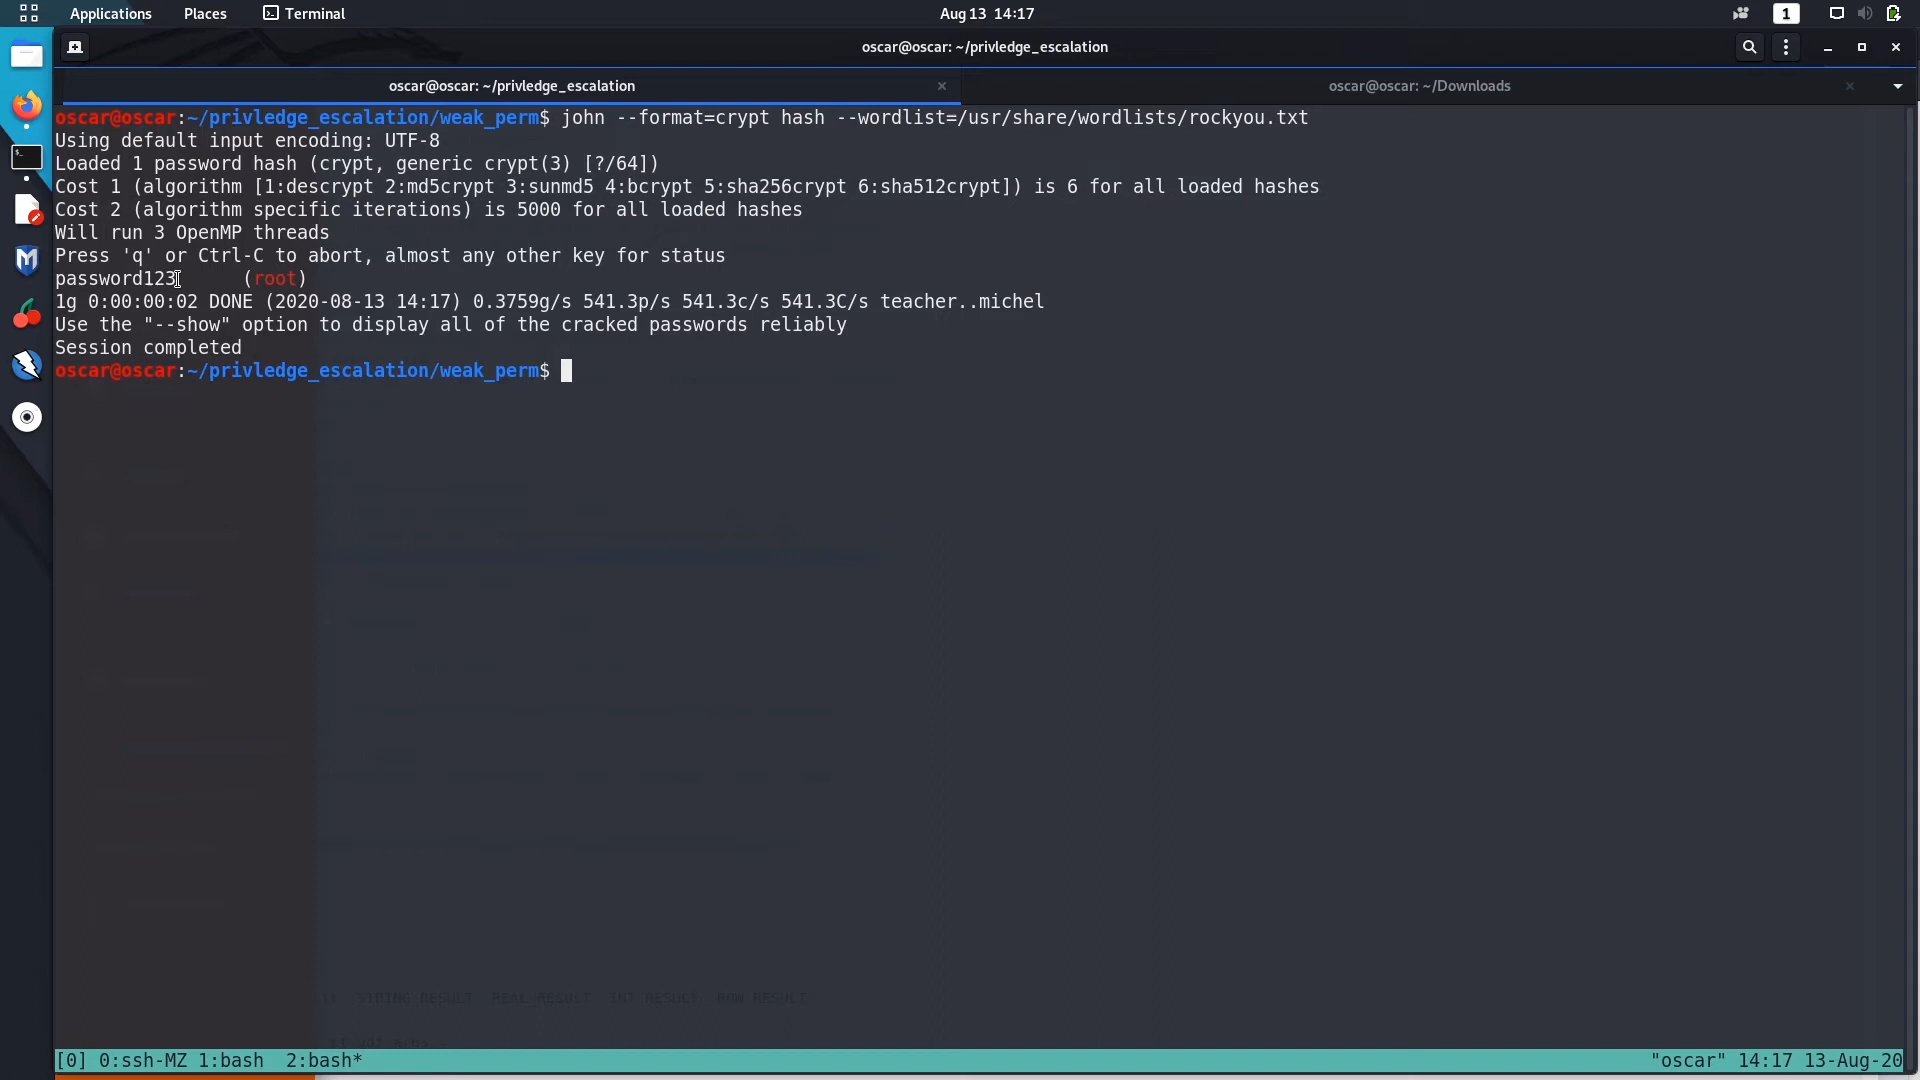 Applications Places Terminal Aug 13 14:17 1
oscar@oscar: ~/privledge_escalation
oscar@oscar: ~/privledge_escalation oscar@oscar: ~/Downloads
oscar@oscar:~/privledge_escalation/weak_perm$ john --format=crypt hash --wordlist=/usr/share/wordlists/rockyou.txt
Using default input encoding: UTF-8
Loaded 1 password hash (crypt, generic crypt(3) [?/64])
Cost 1 (algorithm [1:descrypt 2:md5crypt 3:sunmd5 4:bcrypt 5:sha256crypt 6:sha512crypt]) is 6 for all loaded hashes
Cost 2 (algorithm specific iterations) is 5000 for all loaded hashes
Will run 3 OpenMP threads
Press 'q' or Ctrl-C to abort, almost any other key for status
password123 (root)
1g 0:00:00:02 DONE (2020-08-13 14:17) 0.3759g/s 541.3p/s 541.3c/s 541.3C/s teacher..michel
Use the "--show" option to display all of the cracked passwords reliably
Session completed
oscar@oscar:~/privledge_escalation/weak_perm$
STRING_RESULT, REAL_RESULT, INT_RESULT, ROW_RESULT
[0] 0:ssh-MZ 1:bash 2:bash* "oscar" 14:17 13-Aug-20